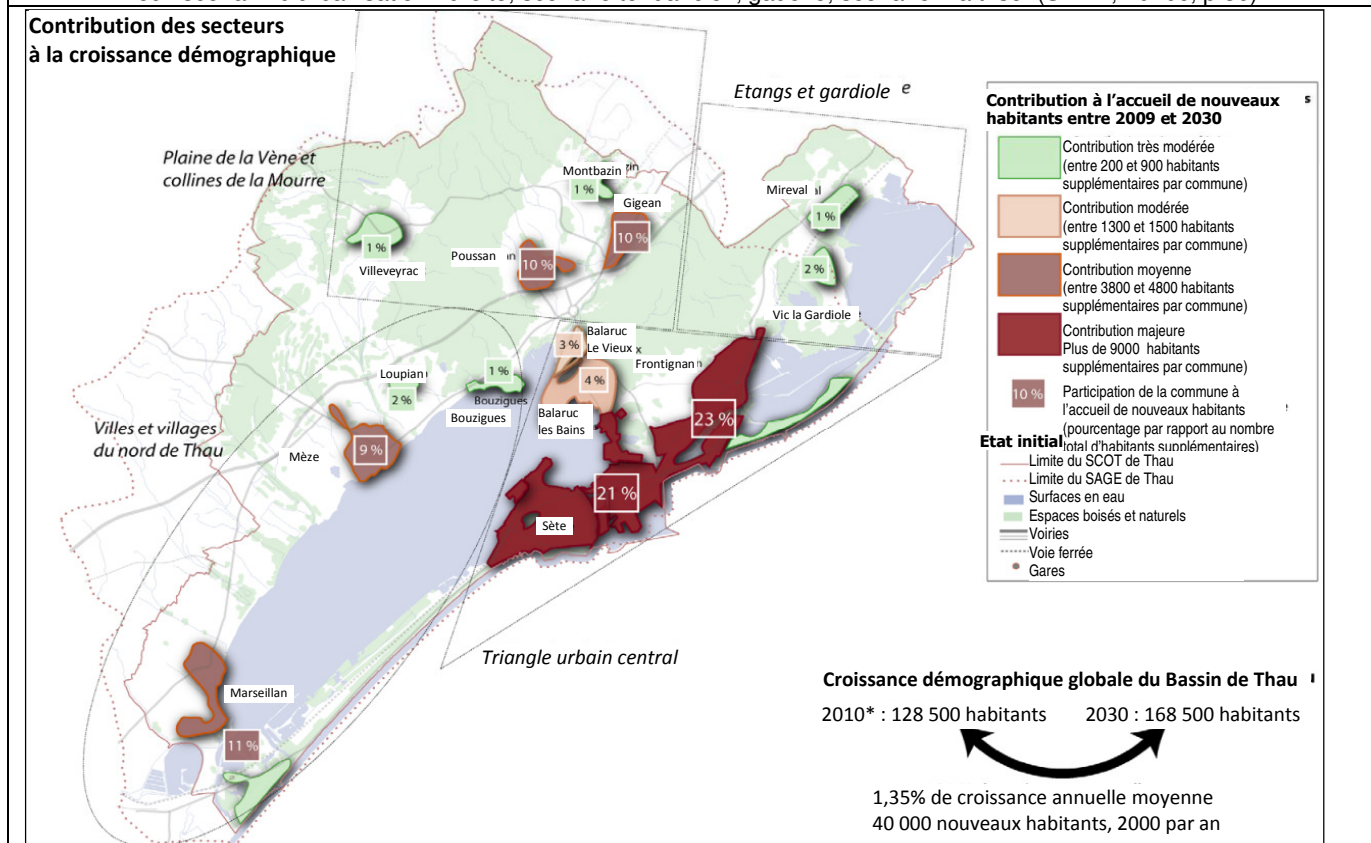 Contribution des secteurs
à la croissance démographique
Etangs et gardiole e
Plaine de la Vène et
collines de la Mourre
Montbazin
1 %
Gigean
10 %
Mireval
1 %
2 %
Vic la Gardiole
1 %
Villeveyrac
Poussan
10 %
Balaruc
Le Vieux
3 %
Frontignan
4 %
Balaruc
les Bains
23 %
Loupian
2 %
1 %
Bouzigues
Bouzigues
Villes et villages
du nord de Thau
Mèze
9 %
21 %
Sète
Triangle urbain central
Marseillan
11 %
Contribution à l'accueil de nouveaux s
habitants entre 2009 et 2030
Contribution très modérée
(entre 200 et 900 habitants
supplémentaires par commune)
Contribution modérée
(entre 1300 et 1500 habitants
supplémentaires par commune)
Contribution moyenne
(entre 3800 et 4800 habitants
supplémentaires par commune)
Contribution majeure
Plus de 9000 habitants
supplémentaires par commune)
10 %
Participation de la commune à
l'accueil de nouveaux habitants
(pourcentage par rapport au nombre
total d'habitants supplémentaires)
Etat initial
Limite du SCOT de Thau
Limite du SAGE de Thau
Surfaces en eau
Espaces boisés et naturels
Voiries
Voie ferrée
Gares
Croissance démographique globale du Bassin de Thau
2010* : 128 500 habitants 2030 : 168 500 habitants
1,35% de croissance annuelle moyenne
40 000 nouveaux habitants, 2000 par an